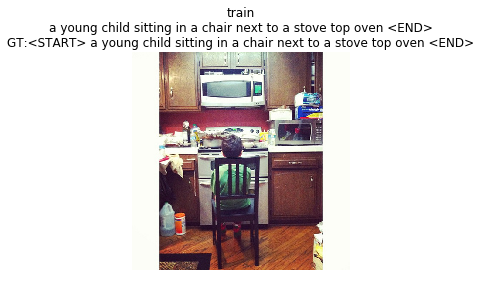 train
a young child sitting in a chair next to a stove top oven <END>
GT:<START> a young child sitting in a chair next to a stove top oven <END>